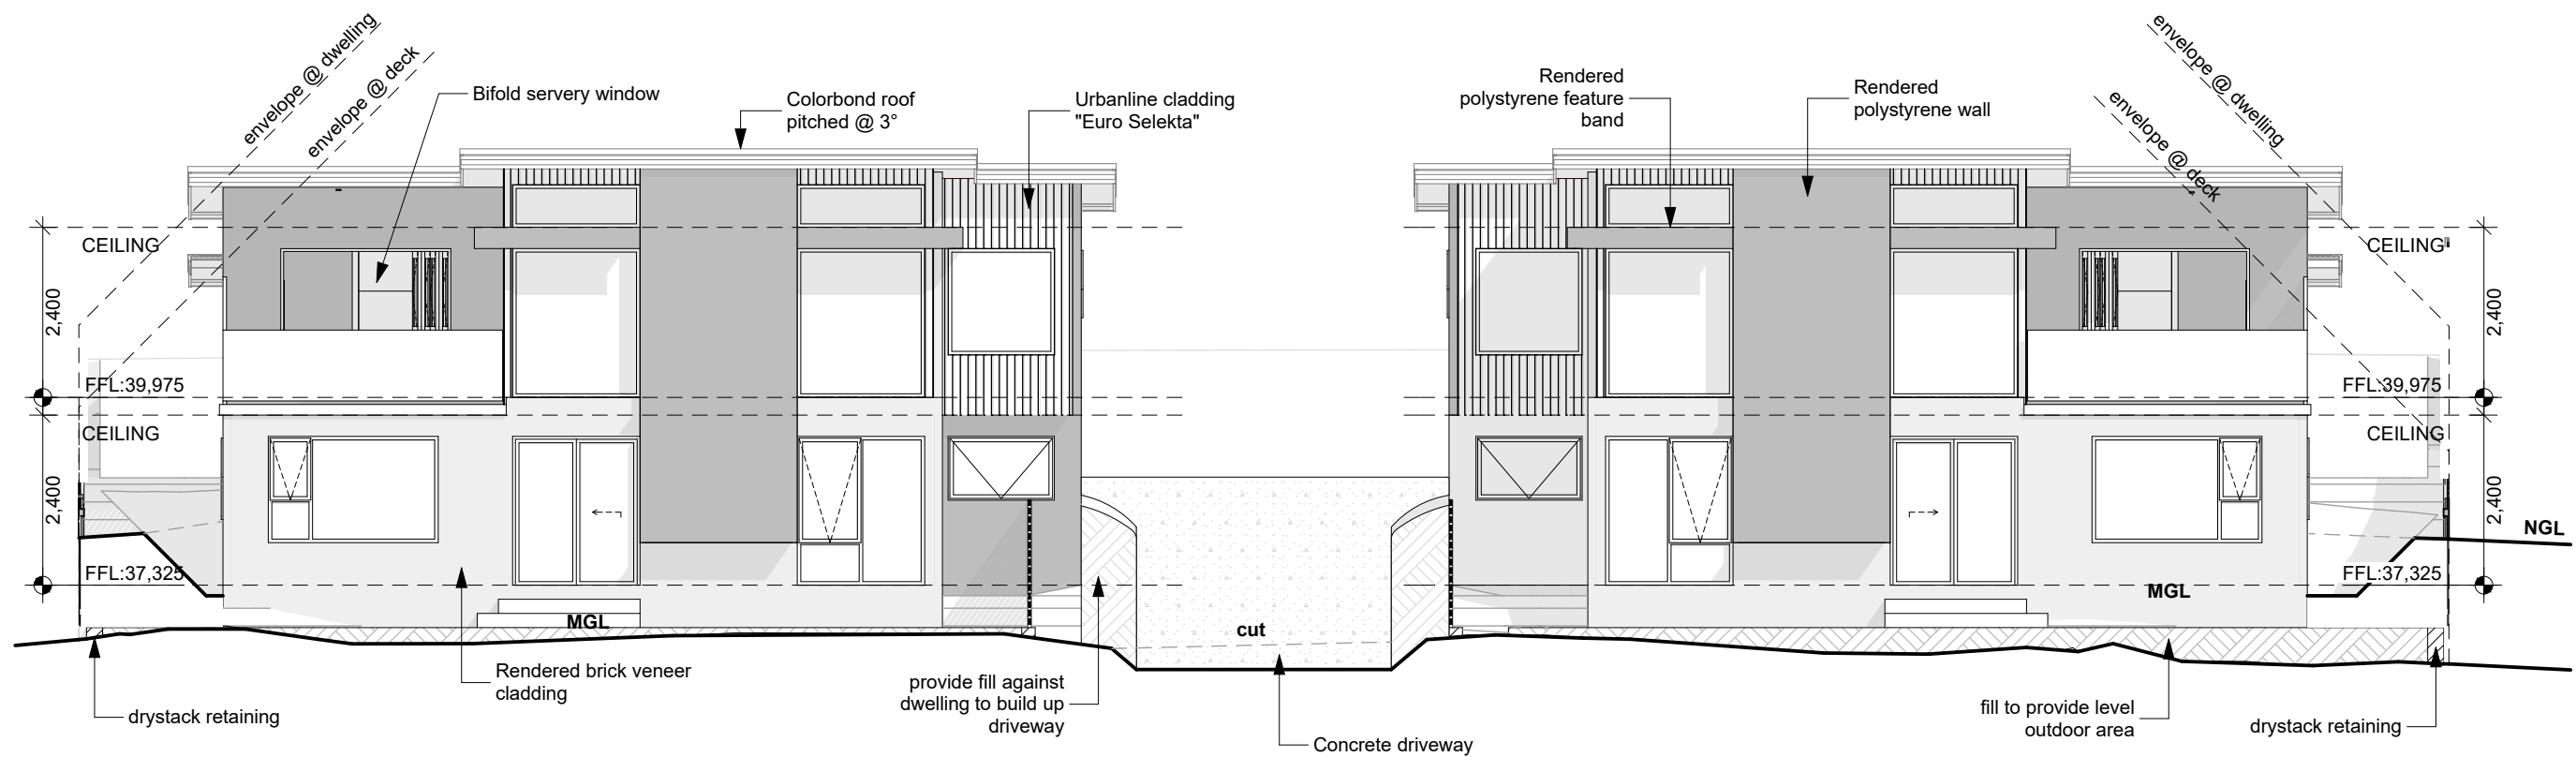 envelope @ dwelling
envelope @ deck
Bifold servery window
Colorbond roof
pitched @ 3°
Urbanline cladding
"Euro Selekta"
Rendered
polystyrene feature
band
Rendered
polystyrene wall
envelope @ dwelling
envelope @ deck
CEILING
CEILING
2,400
2,400
FFL:39,975
FFL:39,975
CEILING
CEILING
2,400
2,400
NGL
FFL:37,325
FFL:37,325
MGL
MGL
cut
Rendered brick veneer
cladding
drystack retaining
provide fill against
dwelling to build up
driveway
Concrete driveway
fill to provide level
outdoor area
drystack retaining